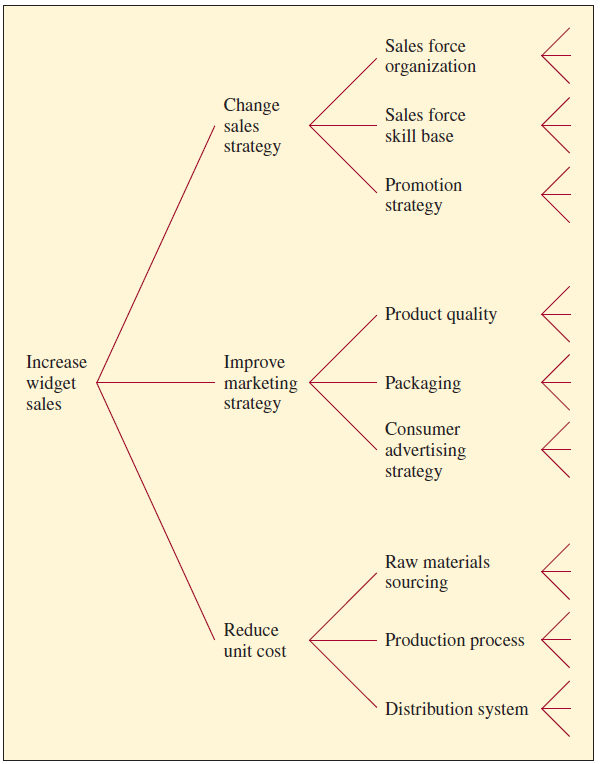 Sales force
organization
Change
sales
strategy
Sales force
skill base
Promotion
strategy
Product quality
Increase
widget
sales
Improve
marketing
strategy
Packaging
Consumer
advertising
strategy
Raw materials
sourcing
Reduce
unit cost
Production process
Distribution system